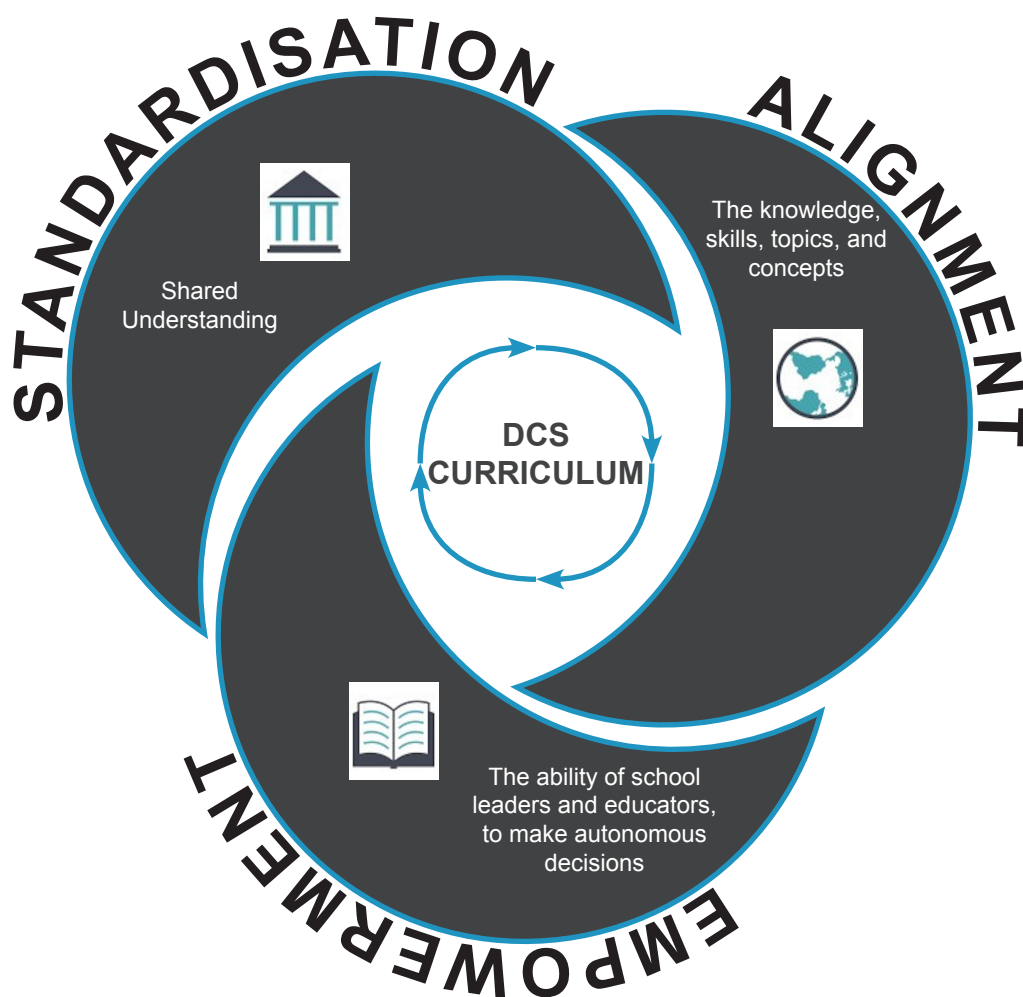 STANDARDISATION
Shared
Understanding
ALIGNMENT
The knowledge,
skills, topics, and
concepts
DCS
CURRICULUM
The ability of school
leaders and educators,
to make autonomous
decisions
EMPOWERMENT